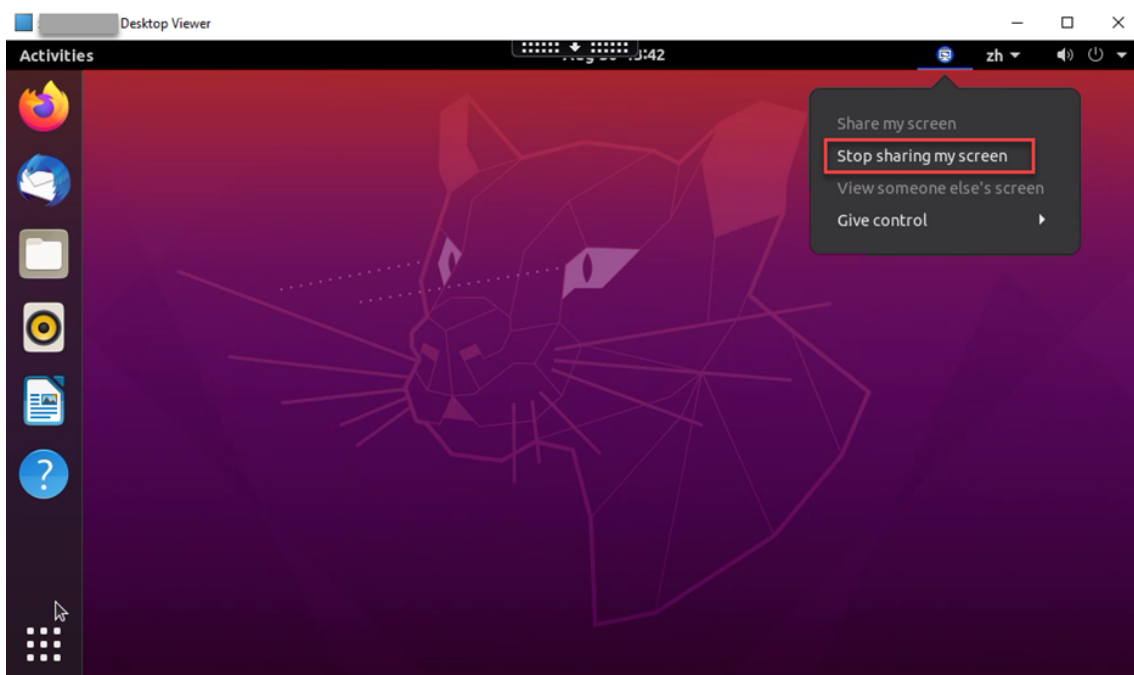 Desktop Viewer
Activities
:42
zh
Share my screen
Stop sharing my screen
View someone else's screen
Give control
?